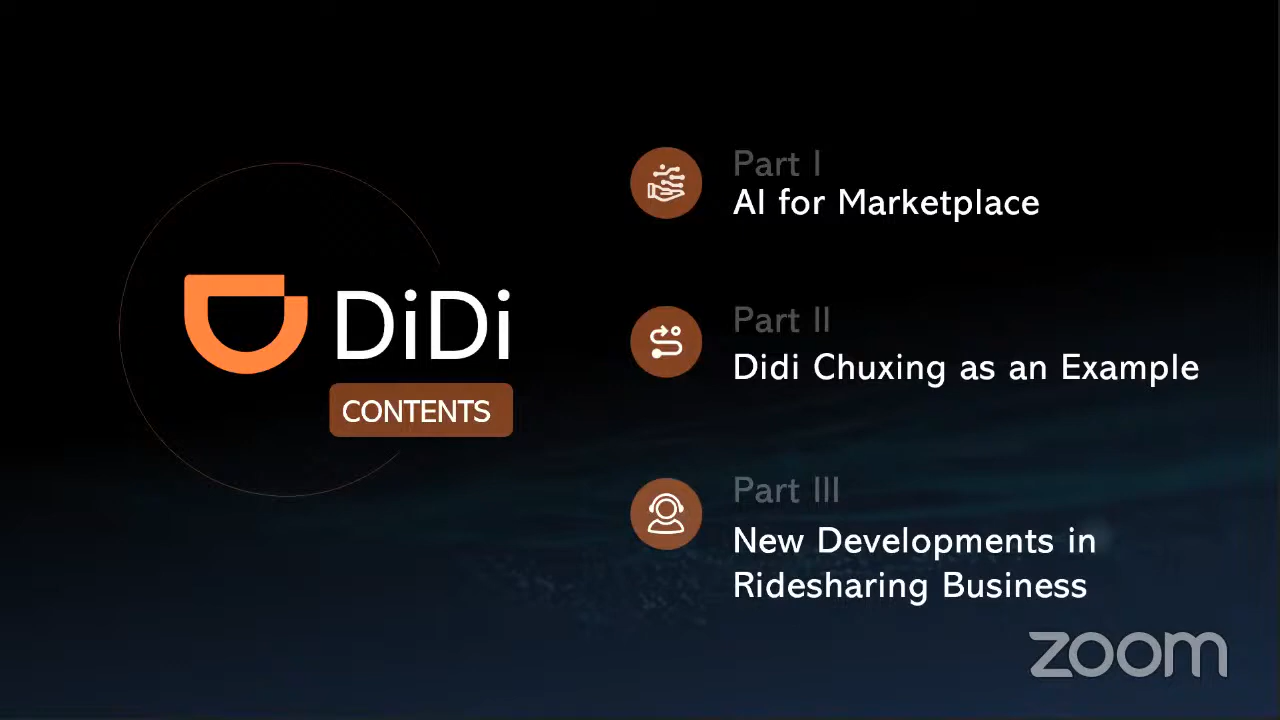 DiDi
CONTENTS
Part I
AI for Marketplace
Part II
Didi Chuxing as an Example
Part III
New Developments in
Ridesharing Business
zoom